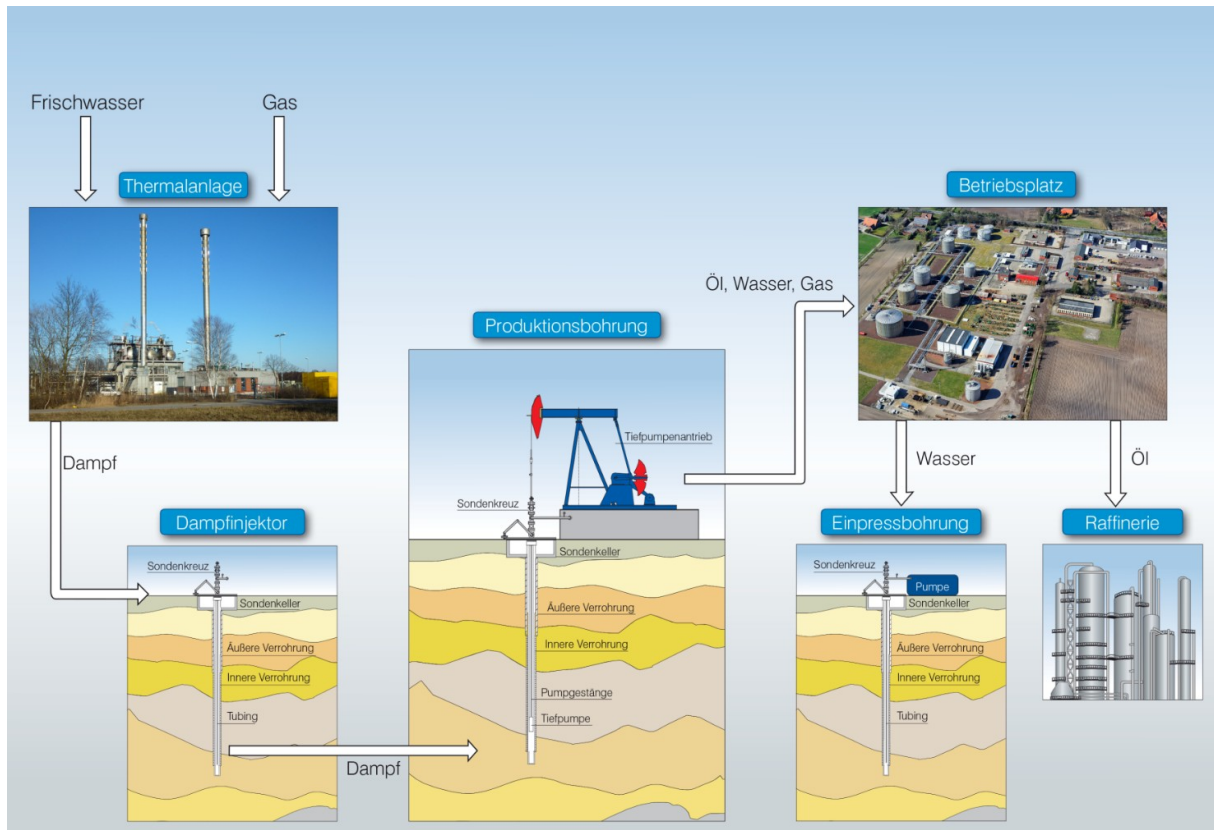 Frischwasser
Gas
Thermalanlage
Dampf
Dampfinjektor
Sondenkreuz
Sondenkeller
Äußere Verrohrung
Innere Verrohrung
Tubing
Dampf
Produktionsbohrung
Tiefpumpenantrieb
Sondenkreuz
Sondenkeller
Äußere Verrohrung
Innere Verrohrung
Pumpgestänge
Tiefpumpe
Öl, Wasser, Gas
Betriebsplatz
Wasser
Öl
Einpressbohrung
Sondenkreuz
Pumpe
Sondenkeller
Äußere Verrohrung
Innere Verrohrung
Tubing
Raffinerie